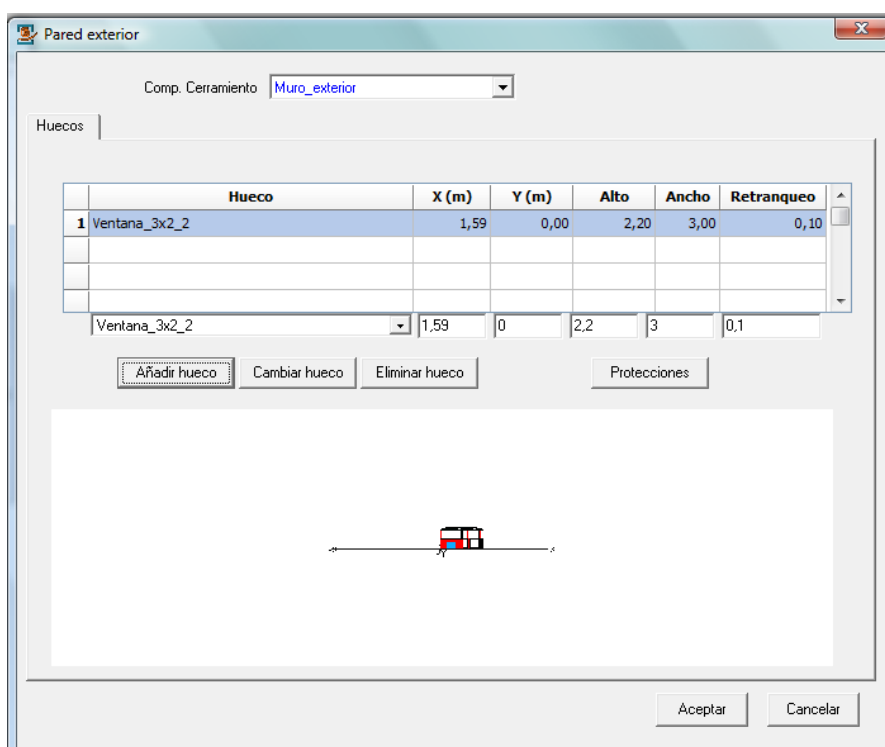 Pared exterior
Comp. Cerramiento Muro_exterior
Huecos
Hueco X (m) Y (m) Alto Ancho Retranqueo
1 Ventana_3x2_2 1,59 0,00 2,20 3,00 0,10
Ventana_3x2_2 1,59 0 2,2 3 0,1
Añadir hueco Cambiar hueco Eliminar hueco Protecciones
Aceptar Cancelar